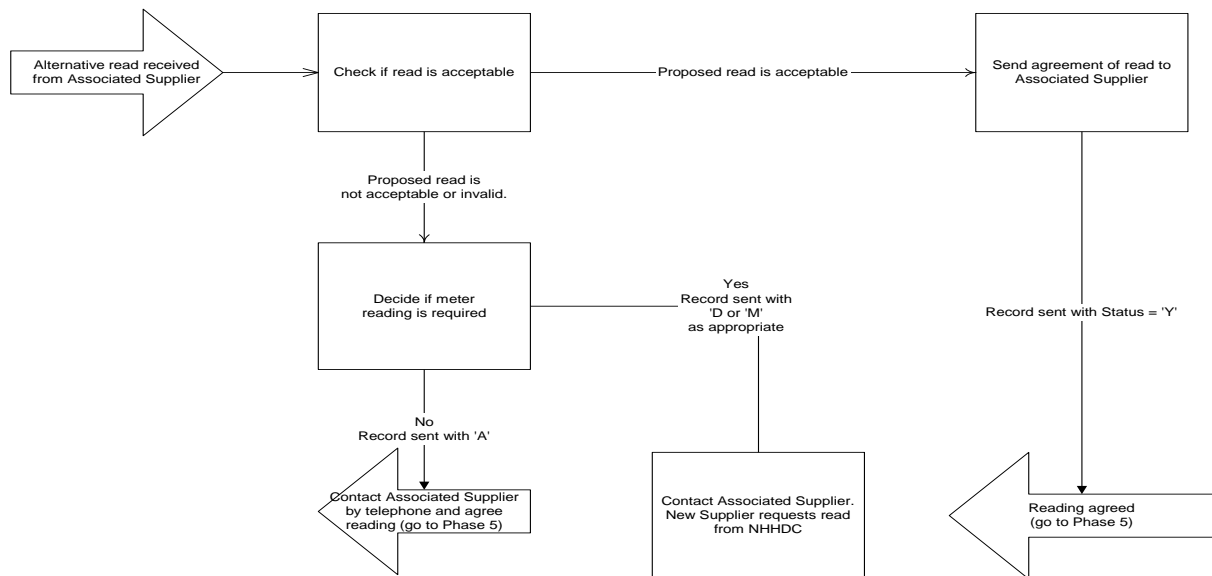 Alternative read received
from Associated Supplier
Check if read is acceptable
Proposed read is acceptable
Send agreement of read to
Associated Supplier
Proposed read is
not acceptable or invalid.
Decide if meter
reading is required
Yes
Record sent with
'D or 'M'
as appropriate
Record sent with Status = 'Y'
No
Record sent with 'A'
Contact Associated Supplier
by telephone and agree
reading (go to Phase 5)
Contact Associated Supplier.
New Supplier requests read
from NHHDC
Reading agreed
(go to Phase 5)